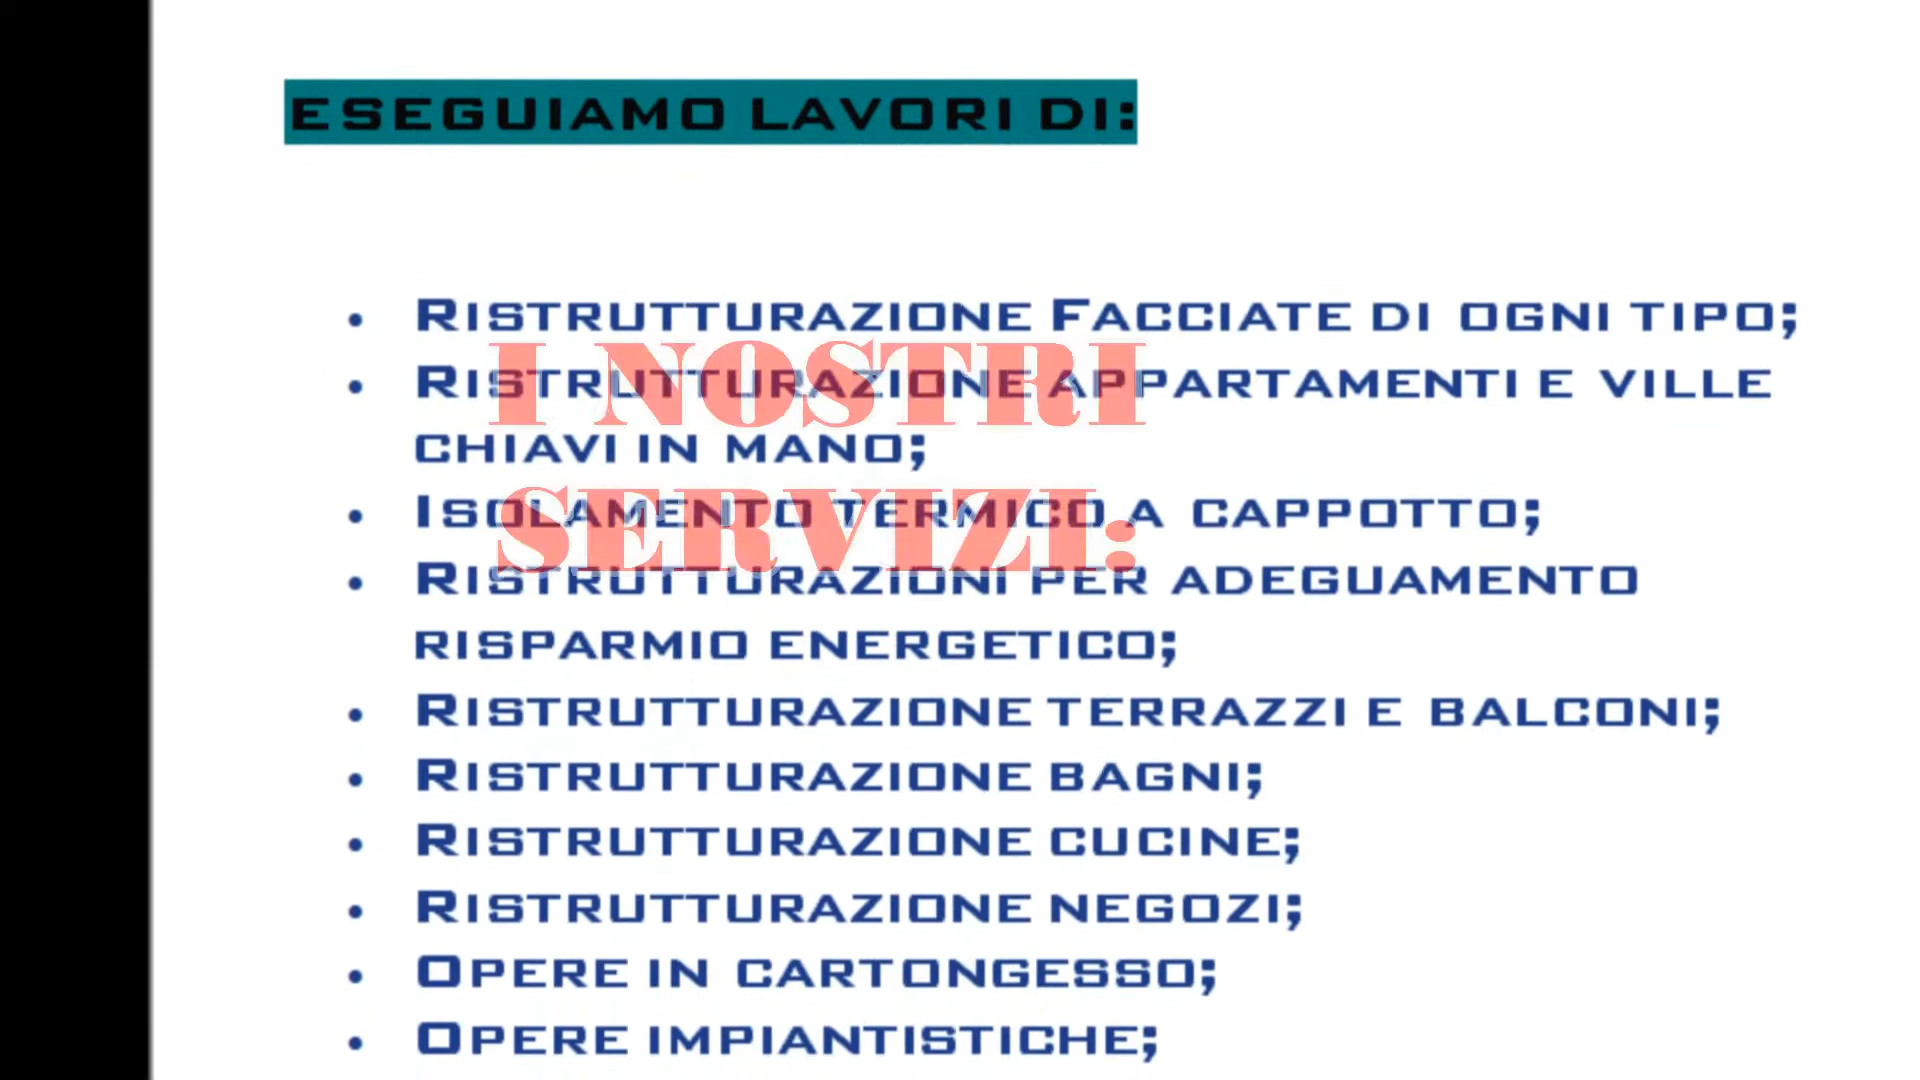 ESEGUIAMO LAVORI DI:
• RISTRUTTURAZIONE FACCIATE DI OGNI TIPO;
I NOSTRI
• RISTRUTTURAZIONE APPARTAMENTI E VILLE
CHIAVI IN MANO;
SERVIZI:
• ISOLAMENTO TERMICO A CAPPOTTO;
• RISTRUTTURAZIONI PER ADEGUAMENTO
RISPARMIO ENERGETICO;
• RISTRUTTURAZIONE TERRAZZI E BALCONI;
• RISTRUTTURAZIONE BAGNI;
• RISTRUTTURAZIONE CUCINE;
• RISTRUTTURAZIONE NEGOZI;
• OPERE IN CARTONGESSO;
• OPERE IMPIANTISTICHE;